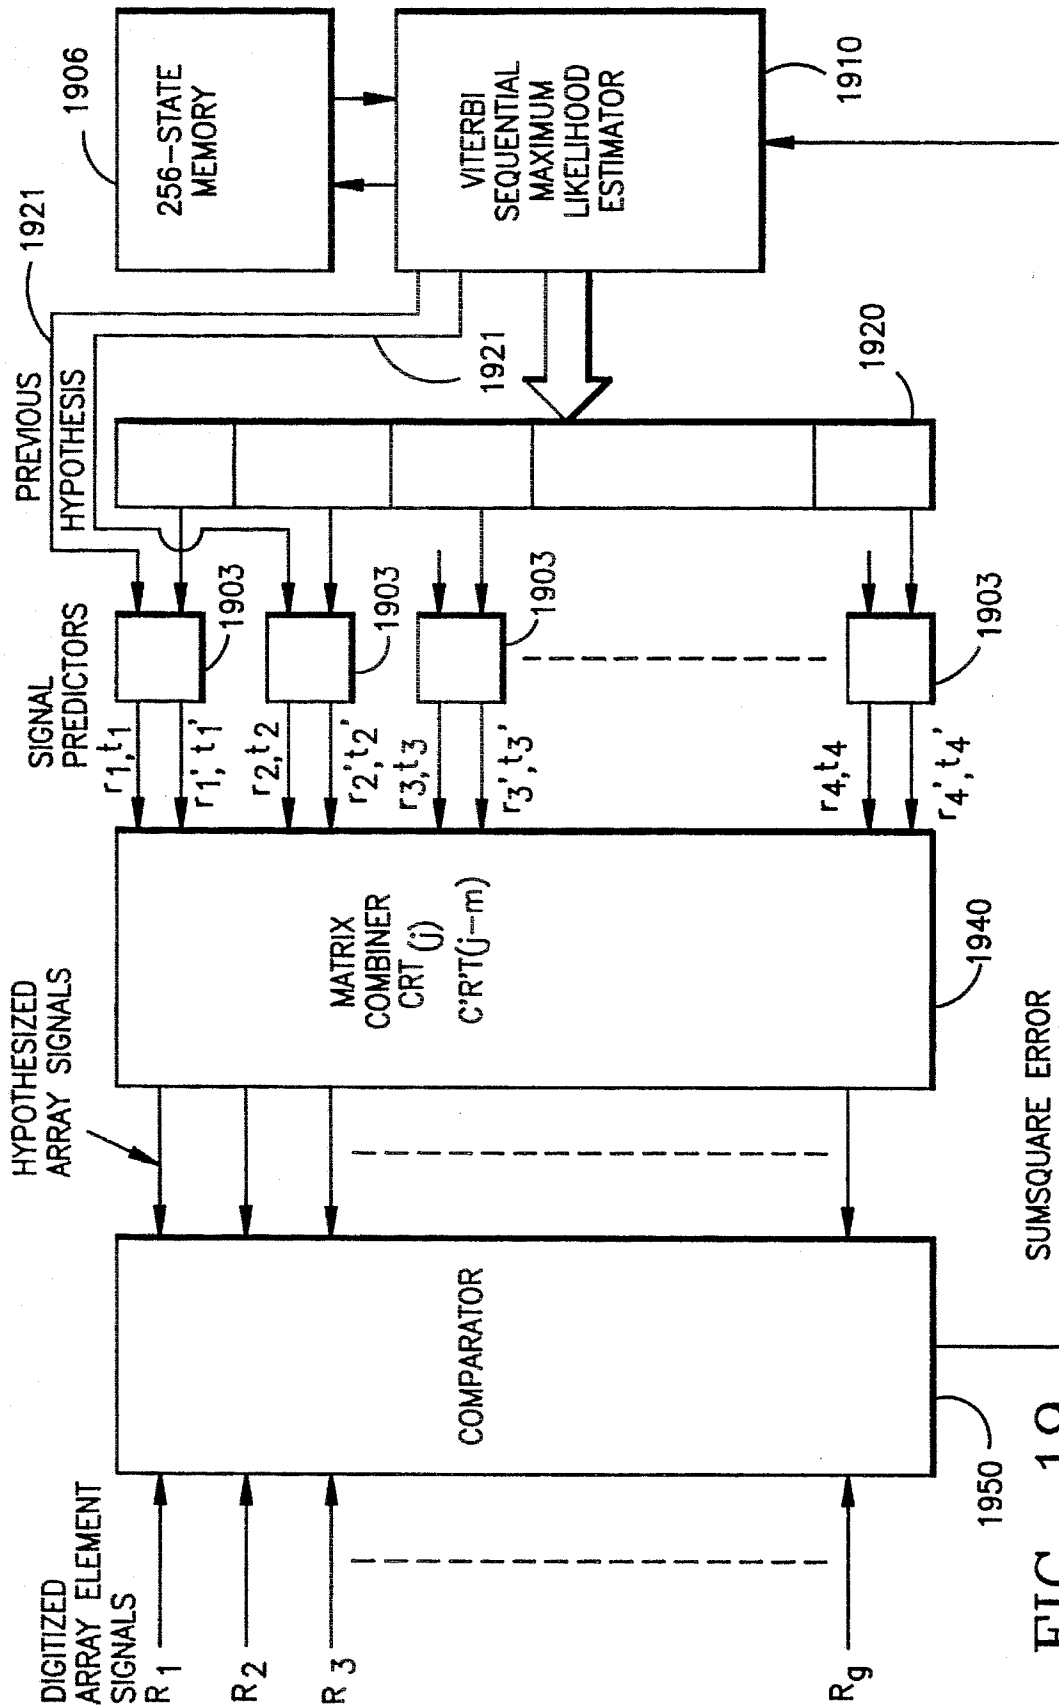 DIGITIZED
ARRAY ELEMENT
SIGNALS
R1
R2
R3
Rg
COMPARATOR
1950
HYPOTHESIZED
ARRAY SIGNALS
MATRIX
COMBINER
CRT (j)
C'R'T(j-m)
1940
SUMSQUARE ERROR
SIGNAL
PREDICTORS
r1,t1
r1',t1'
r2,t2
r2',t2'
r3,t3
r3',t3'
r4,t4
r4',t4'
1903
1903
1903
1903
PREVIOUS
HYPOTHESIS
1921
1921
1920
256-STATE
MEMORY
1906
VITERBI
SEQUENTIAL
MAXIMUM
LIKELIHOOD
ESTIMATOR
1910
FIG. 19